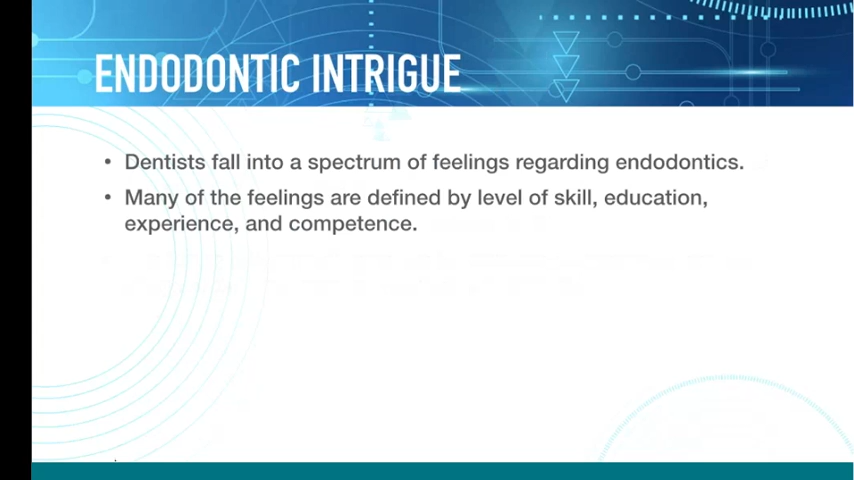 ENDODONTIC INTRIGUE
• Dentists fall into a spectrum of feelings regarding endodontics.
• Many of the feelings are defined by level of skill, education,
experience, and competence.